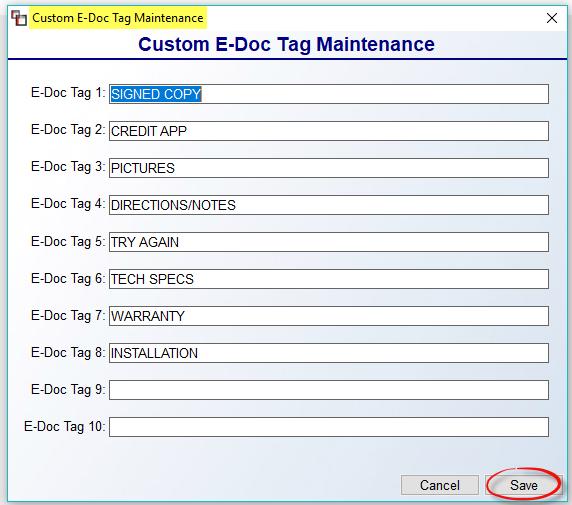 Custom E-Doc Tag Maintenance
Custom E-Doc Tag Maintenance
E-Doc Tag 1: SIGNED COPY
E-Doc Tag 2: CREDIT APP
E-Doc Tag 3: PICTURES
E-Doc Tag 4: DIRECTIONS/NOTES
E-Doc Tag 5: TRY AGAIN
E-Doc Tag 6: TECH SPECS
E-Doc Tag 7: WARRANTY
E-Doc Tag 8: INSTALLATION
E-Doc Tag 9:
E-Doc Tag 10:
Cancel Save